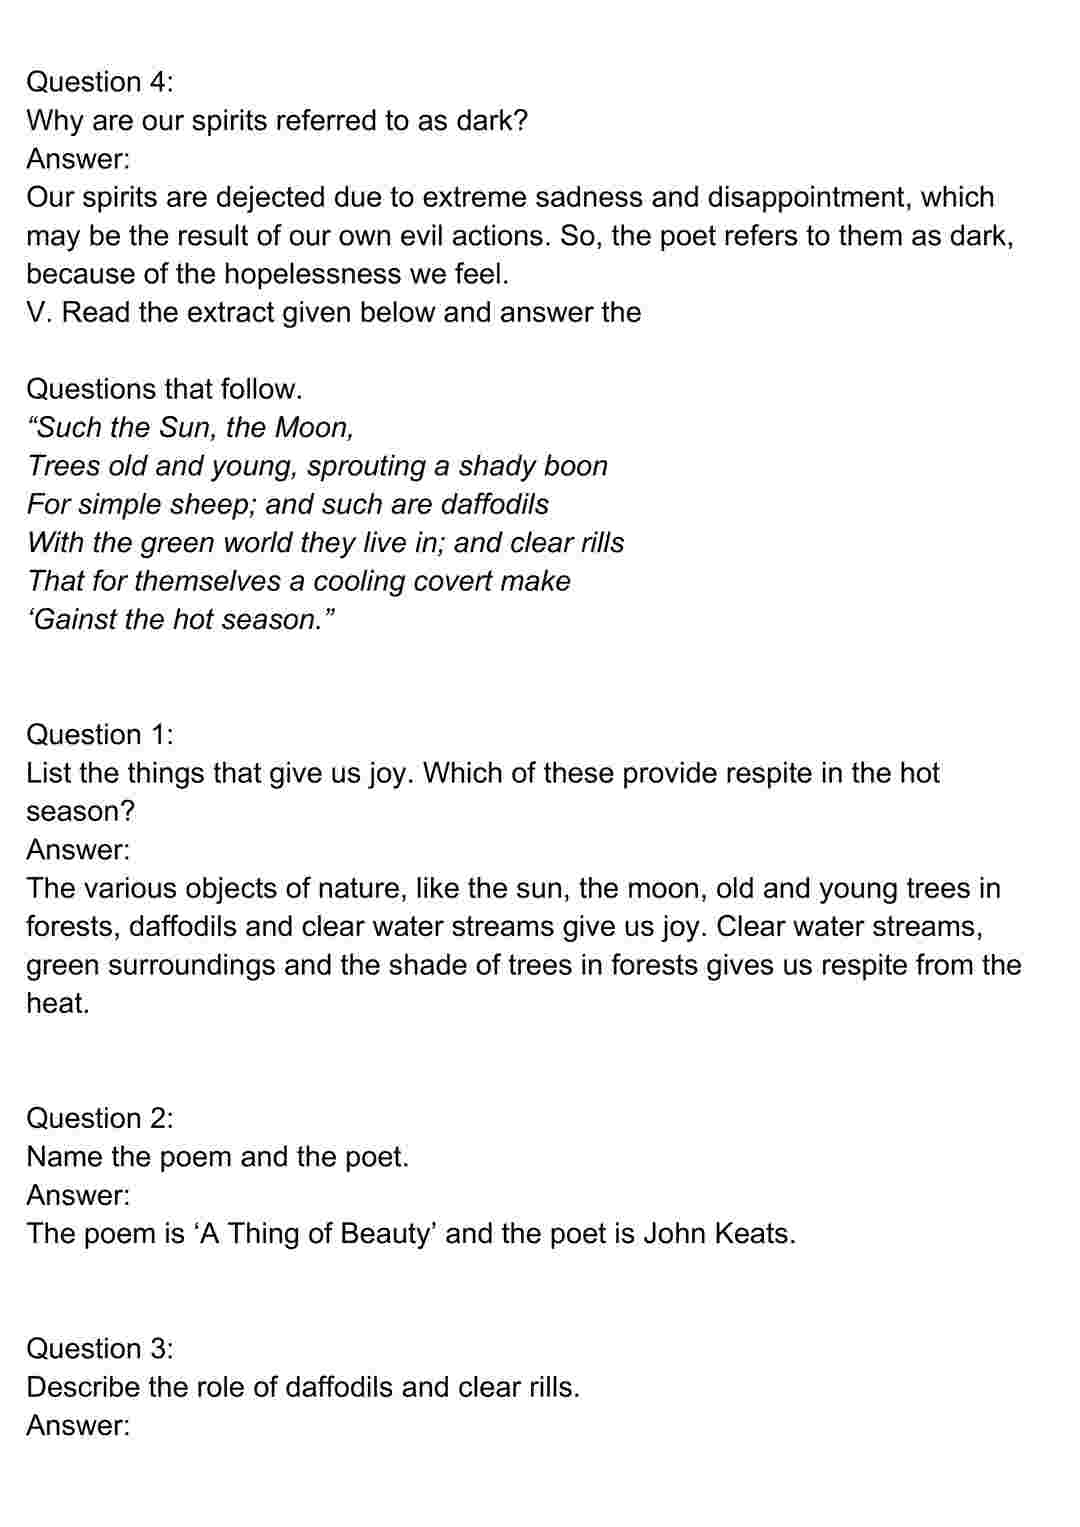 Question 4:
Why are our spirits referred to as dark?
Answer:
Our spirits are dejected due to extreme sadness and disappointment, which
may be the result of our own evil actions. So, the poet refers to them as dark,
because of the hopelessness we feel.
V. Read the extract given below and answer the
Questions that follow.
“Such the Sun, the Moon,
Trees old and young, sprouting a shady boon
For simple sheep; and such are daffodils
With the green world they live in; and clear rills
That for themselves a cooling covert make
‘Gainst the hot season.”
Question 1:
List the things that give us joy. Which of these provide respite in the hot
season?
Answer:
The various objects of nature, like the sun, the moon, old and young trees in
forests, daffodils and clear water streams give us joy. Clear water streams,
green surroundings and the shade of trees in forests gives us respite from the
heat.
Question 2:
Name the poem and the poet.
Answer:
The poem is ‘A Thing of Beauty’ and the poet is John Keats.
Question 3:
Describe the role of daffodils and clear rills.
Answer: